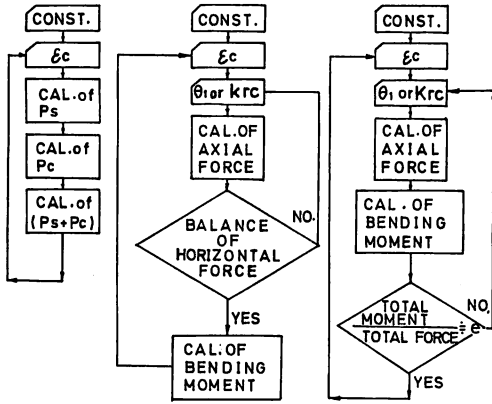 CONST.
εc
CAL.of
Ps
CAL.of
Pc
CAL.of
(Ps+Pc)
CONST.
εc
θ1 or krc
CAL.OF
AXIAL
FORCE
BALANCE
OF
HORIZONTAL
FORCE
NO.
YES
CAL.OF
BENDING
MOMENT
CONST.
εc
θ1 or Krc
CAL.OF
AXIAL
FORCE
CAL.OF
BENDING
MOMENT
TOTAL
MOMENT
TOTAL FORCE ≑ e
NO.
YES